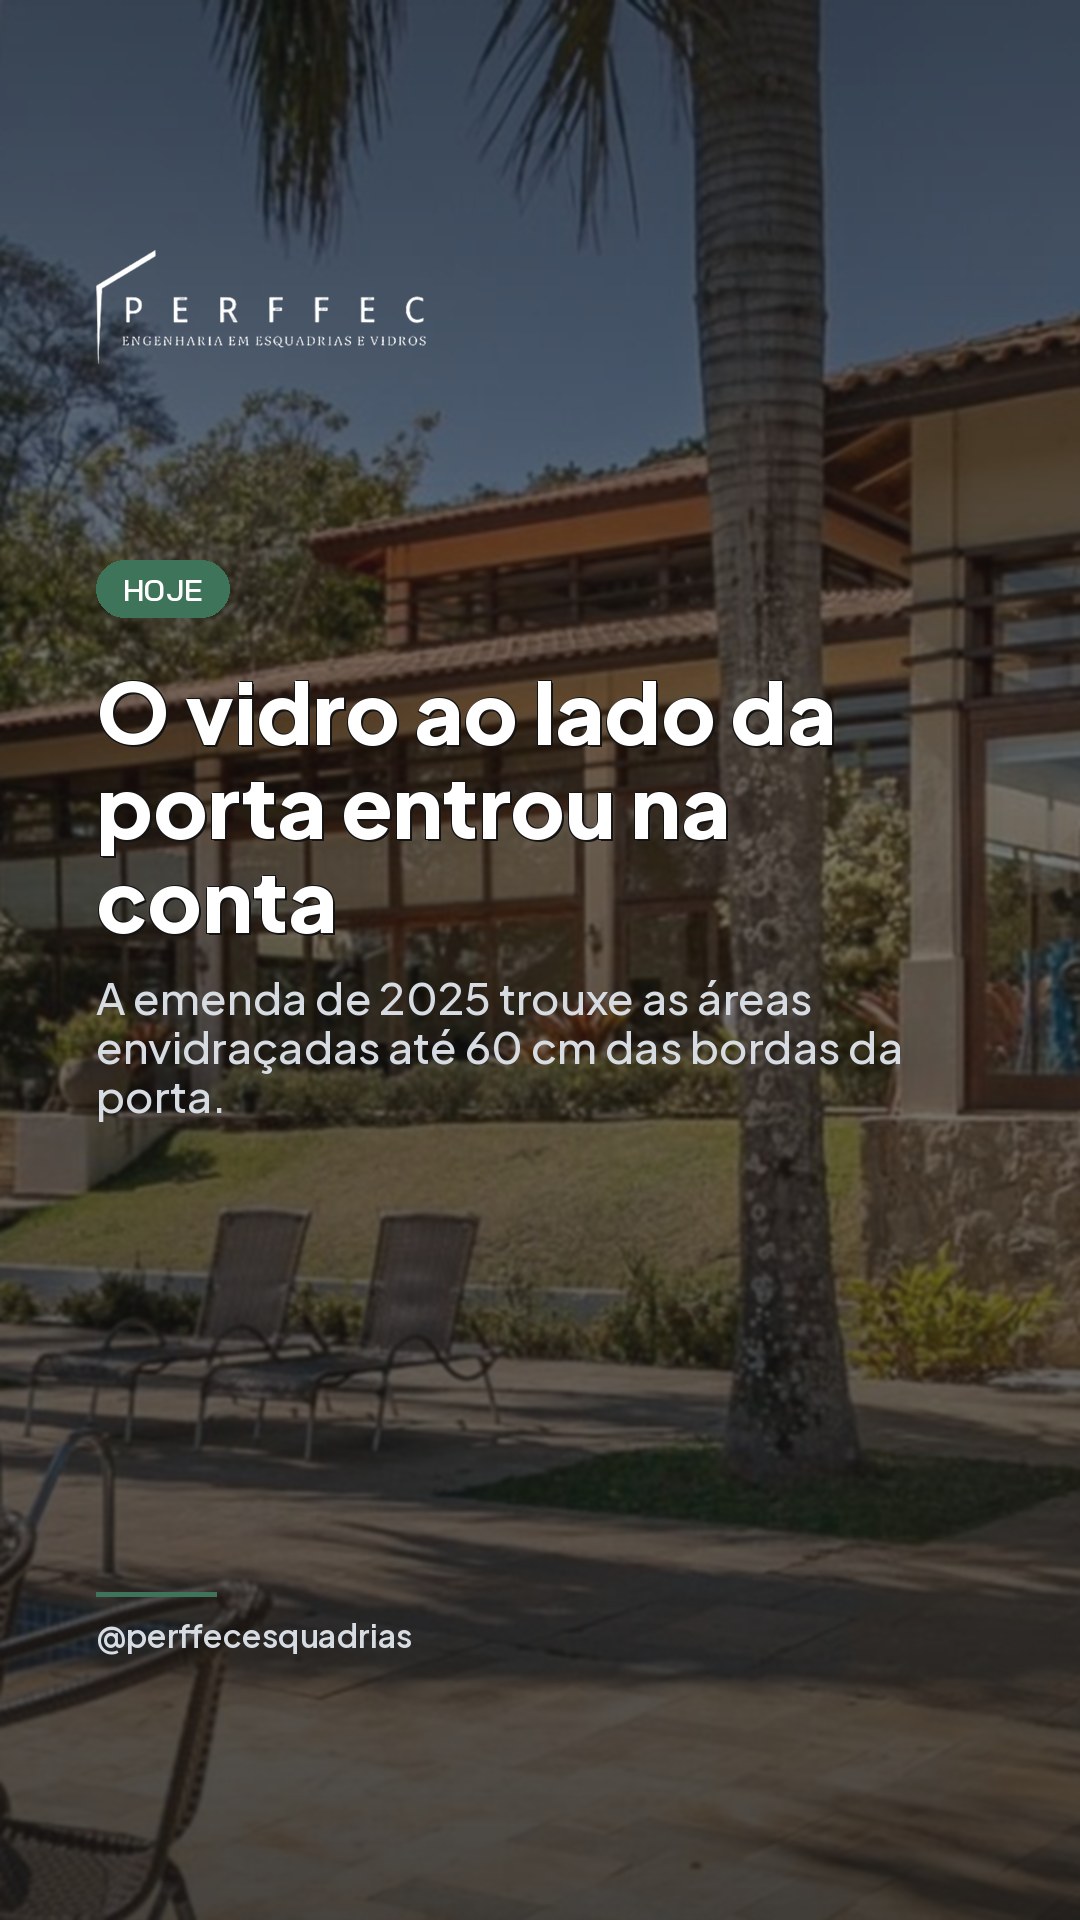 PERFFEC
ENGENHARIA EM ESQUADRIAS E VIDROS
HOJE
O vidro ao lado da
porta entrou na
conta
A emenda de 2025 trouxe as áreas
envidraçadas até 60 cm das bordas da
porta.
@perffecesquadrias